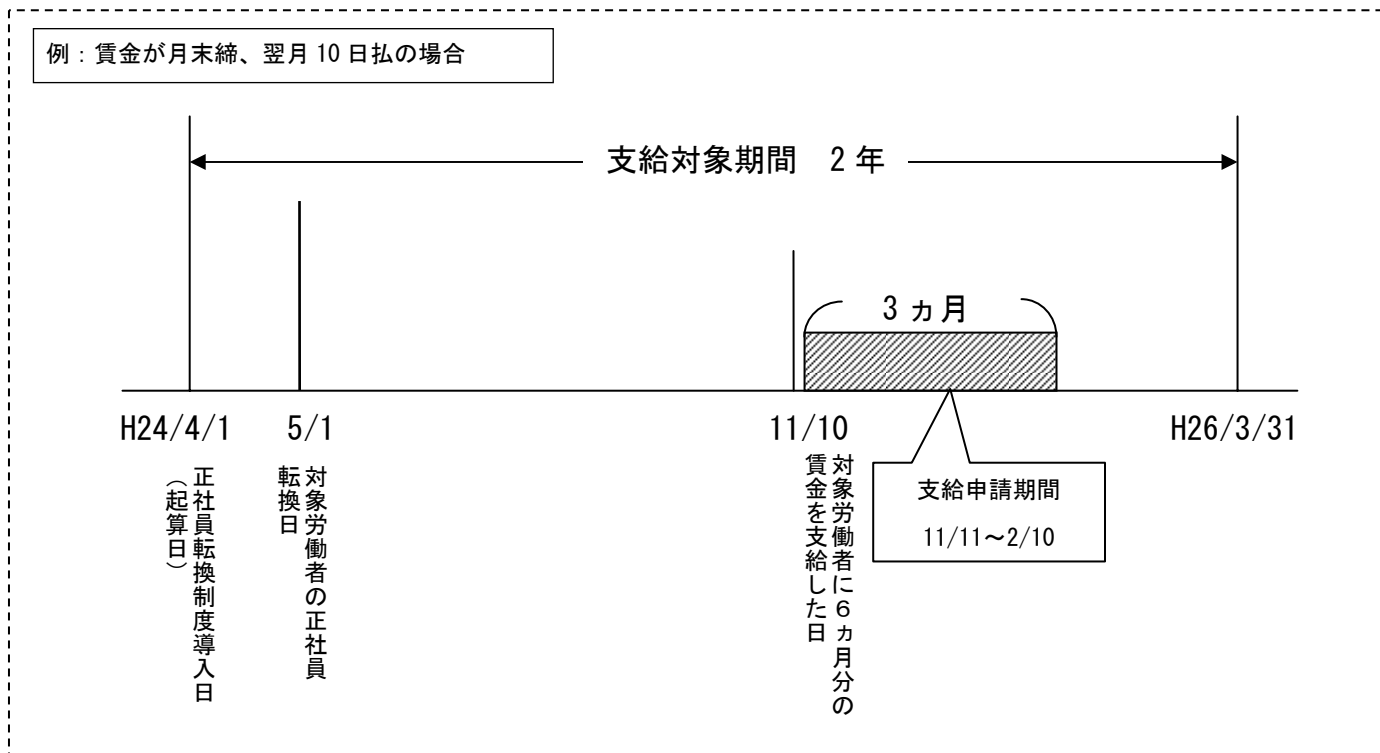 例：賃金が月末締、翌月 10 日払の場合
支給対象期間 2 年
3 ヵ月
H24/4/1
5/1
11/10
H26/3/31
正社員転換制度導入日
（起算日）
対象労働者の正社員
転換日
対象労働者に６ヵ月分の
賃金を支給した日
支給申請期間
11/11～2/10